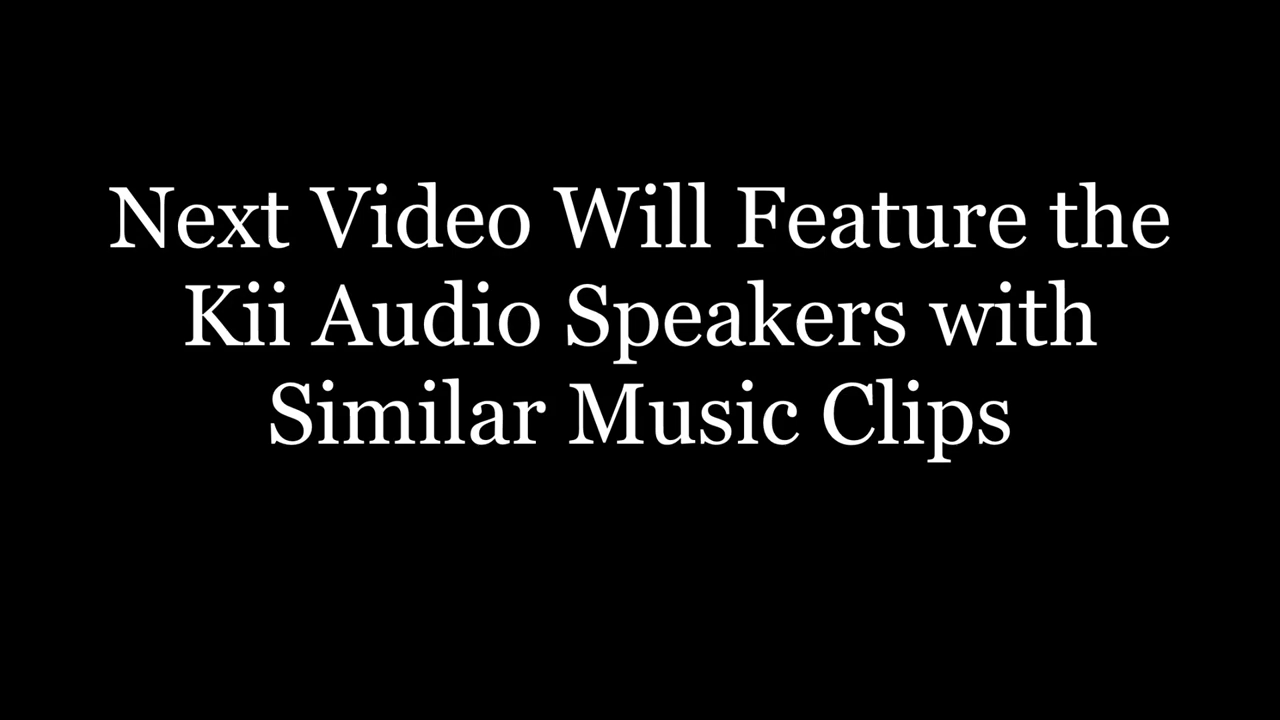 Next Video Will Feature the
Kii Audio Speakers with
Similar Music Clips